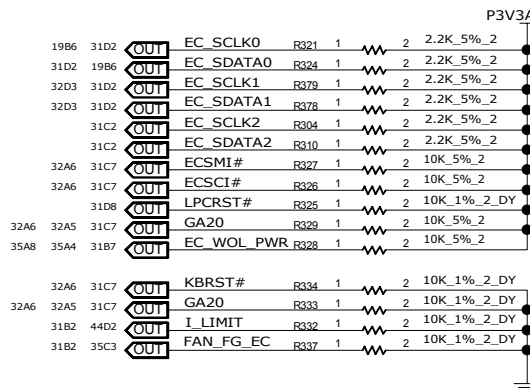 P3V3A
19B6 31D2 OUT EC_SCLK0 R321 1 2 2.2K_5%_2
31D2 19B6 OUT EC_SDATA0 R324 1 2 2.2K_5%_2
32D3 31D2 OUT EC_SCLK1 R379 1 2 2.2K_5%_2
32D3 31D2 OUT EC_SDATA1 R378 1 2 2.2K_5%_2
31C2 OUT EC_SCLK2 R304 1 2 2.2K_5%_2
31C2 OUT EC_SDATA2 R310 1 2 2.2K_5%_2
32A6 31C7 OUT ECSMI# R327 1 2 10K_5%_2
32A6 31C7 OUT ECSCI# R326 1 2 10K_5%_2
31D8 OUT LPCRST# R325 1 2 10K_1%_2_DY
32A6 32A5 31C7 OUT GA20 R329 1 2 10K_5%_2
35A8 35A4 31B7 OUT EC_WOL_PWR R328 1 2 10K_5%_2
32A6 31C7 OUT KBRST# R334 1 2 10K_1%_2_DY
32A6 32A5 31C7 OUT GA20 R333 1 2 10K_1%_2_DY
31B2 44D2 OUT I_LIMIT R332 1 2 10K_1%_2_DY
31B2 35C3 OUT FAN_FG_EC R337 1 2 10K_1%_2_DY